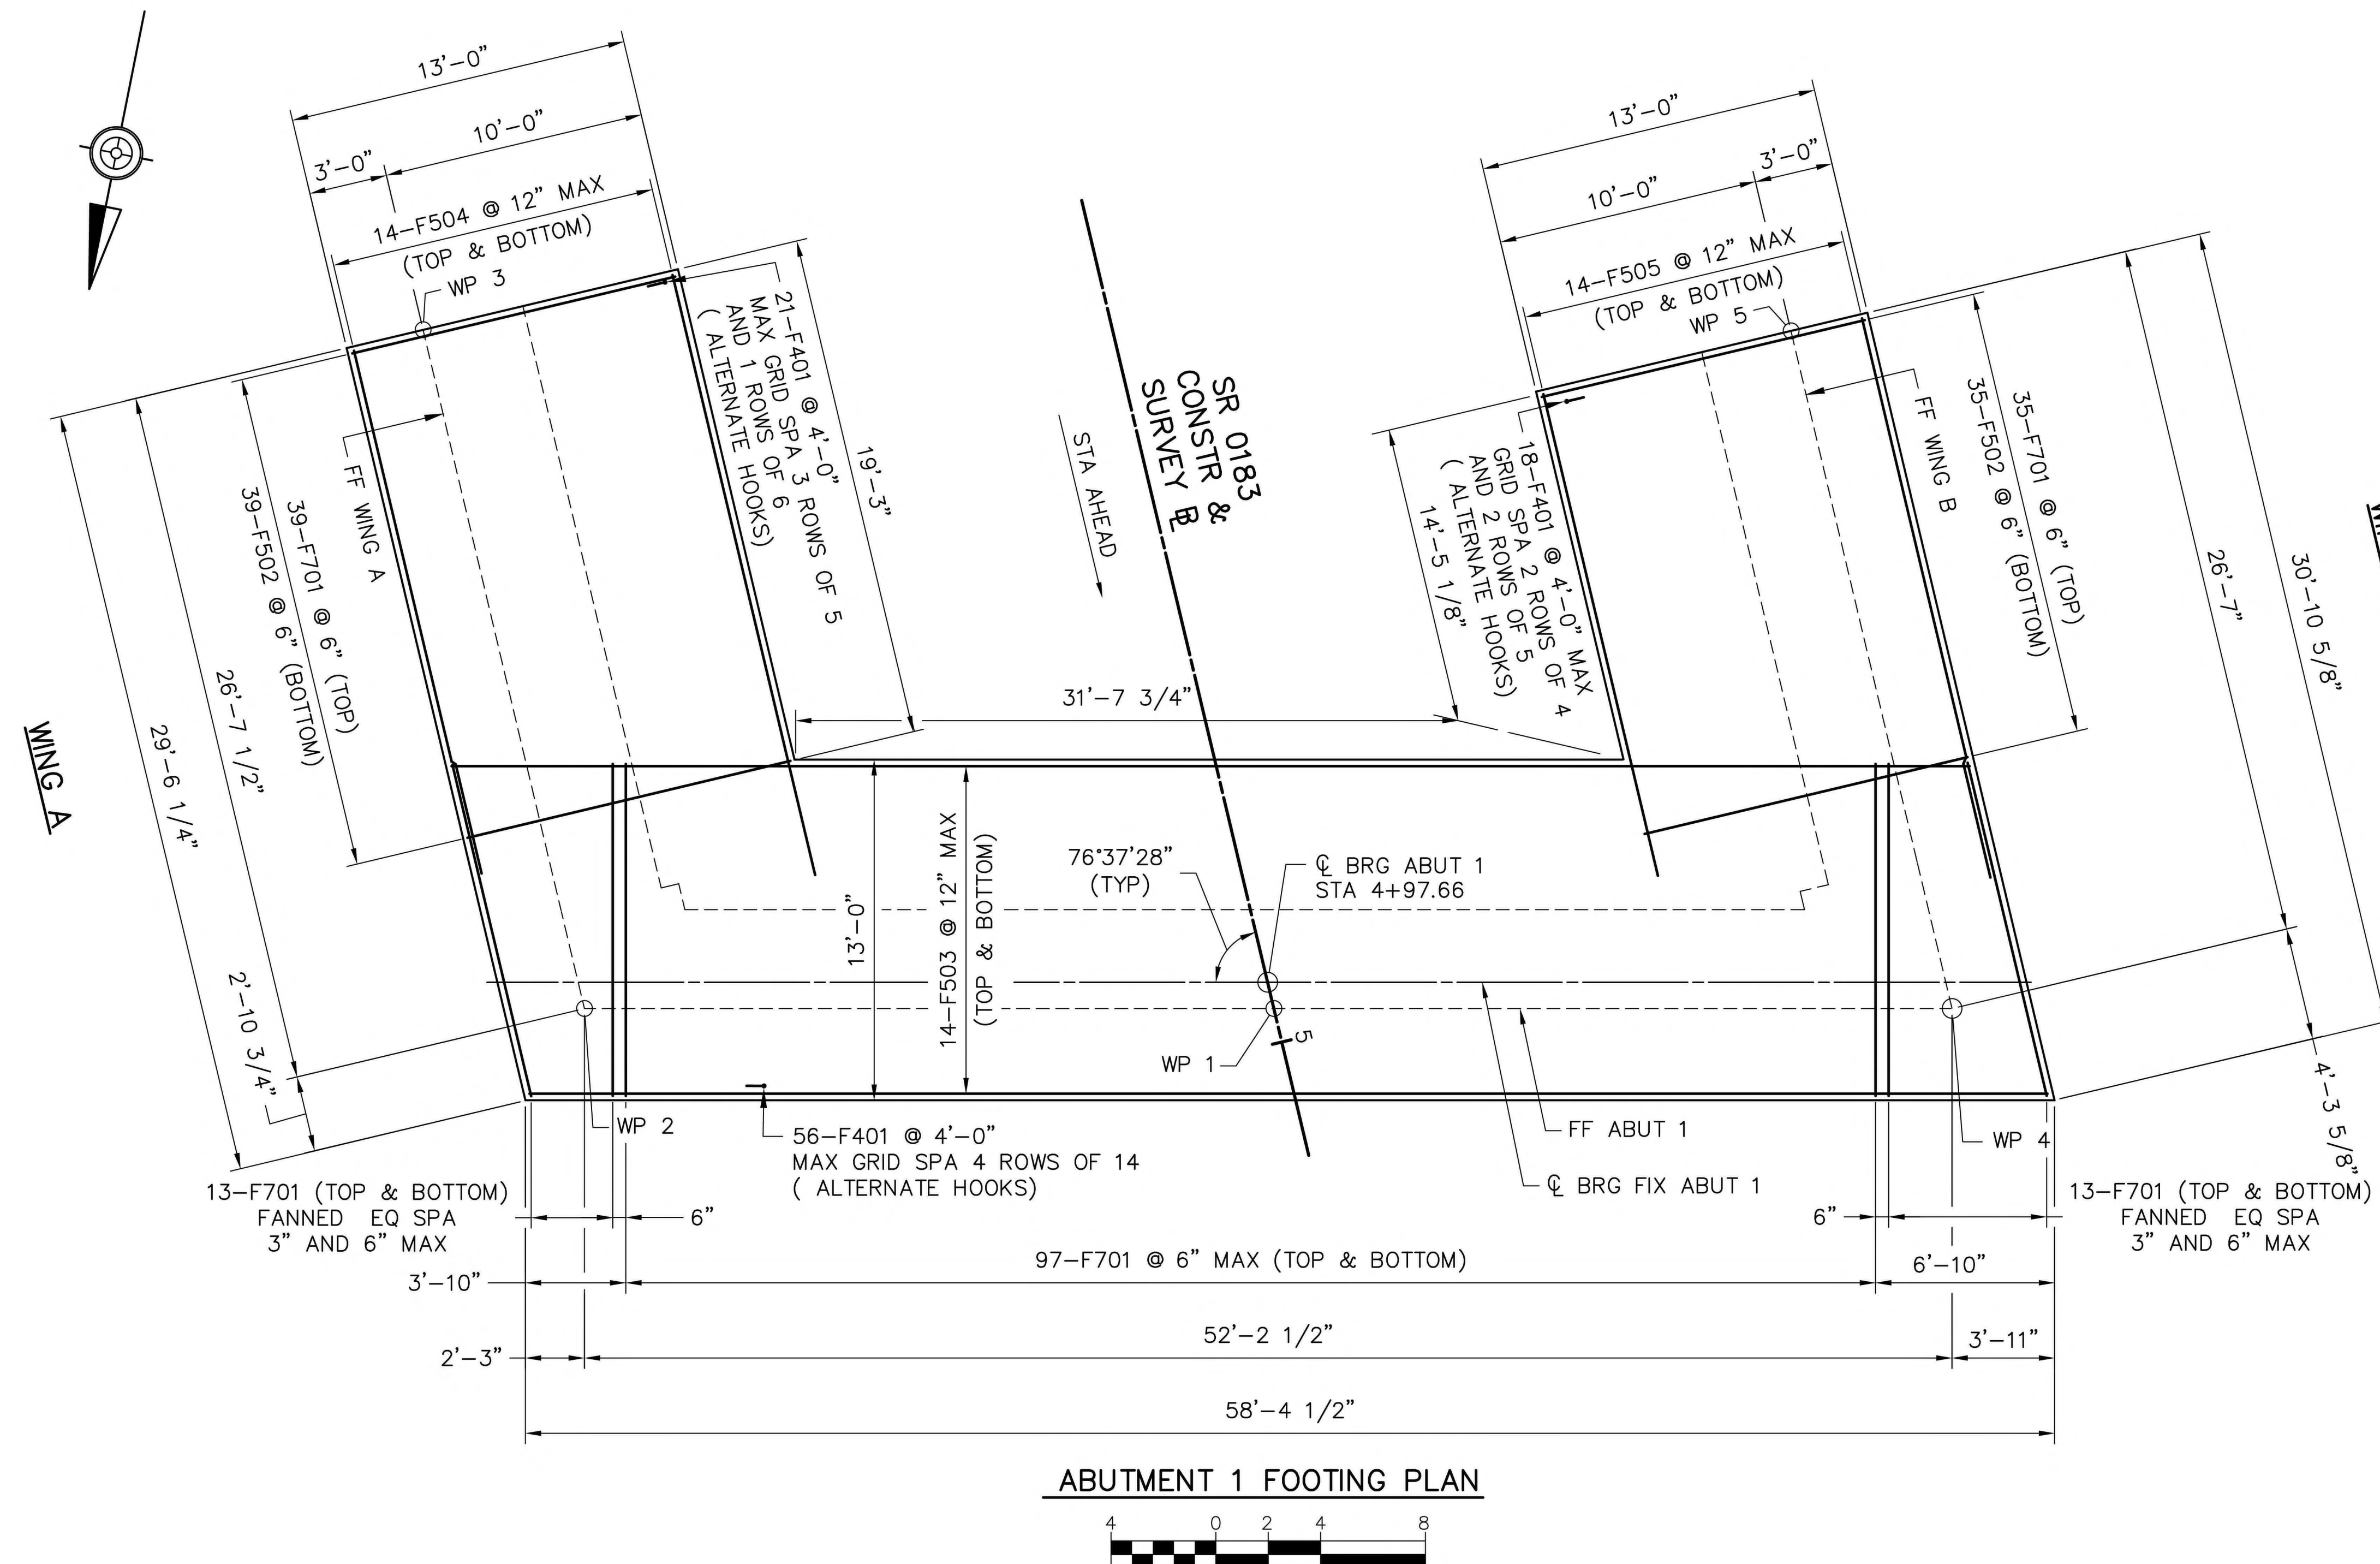 13'-0"
10'-0"
3'-0"
14-F504 @ 12" MAX
(TOP & BOTTOM)
WP 3
21-F401 @ 4'-0"
MAX GRID SPA 3 ROWS OF 5
AND 1 ROWS OF 6
( ALTERNATE HOOKS)
19'-3"
FF WING A
39-F701 @ 6" (TOP)
39-F502 @ 6" (BOTTOM)
26'-7 1/2"
29'-6 1/4"
2'-10 3/4"
WING A
STA AHEAD
SR 0183
CONSTR &
SURVEY BL
31'-7 3/4"
13'-0"
10'-0"
3'-0"
14-F505 @ 12" MAX
(TOP & BOTTOM)
WP 5
18-F401 @ 4'-0" MAX
GRID SPA 2 ROWS OF 4
AND 2 ROWS OF 5
( ALTERNATE HOOKS)
14'-5 1/8"
FF WING B
35-F701 @ 6" (TOP)
35-F502 @ 6" (BOTTOM)
26'-7"
30'-10 5/8"
4'-3 5/8"
13'-0"
14-F503 @ 12" MAX
(TOP & BOTTOM)
76°37'28"
(TYP)
CL BRG ABUT 1
STA 4+97.66
WP 1
5
WP 2
56-F401 @ 4'-0"
MAX GRID SPA 4 ROWS OF 14
( ALTERNATE HOOKS)
FF ABUT 1
CL BRG FIX ABUT 1
WP 4
13-F701 (TOP & BOTTOM)
FANNED EQ SPA
3" AND 6" MAX
6"
6"
13-F701 (TOP & BOTTOM)
FANNED EQ SPA
3" AND 6" MAX
97-F701 @ 6" MAX (TOP & BOTTOM)
3'-10"
6'-10"
52'-2 1/2"
2'-3"
3'-11"
58'-4 1/2"
ABUTMENT 1 FOOTING PLAN
4 0 2 4 8